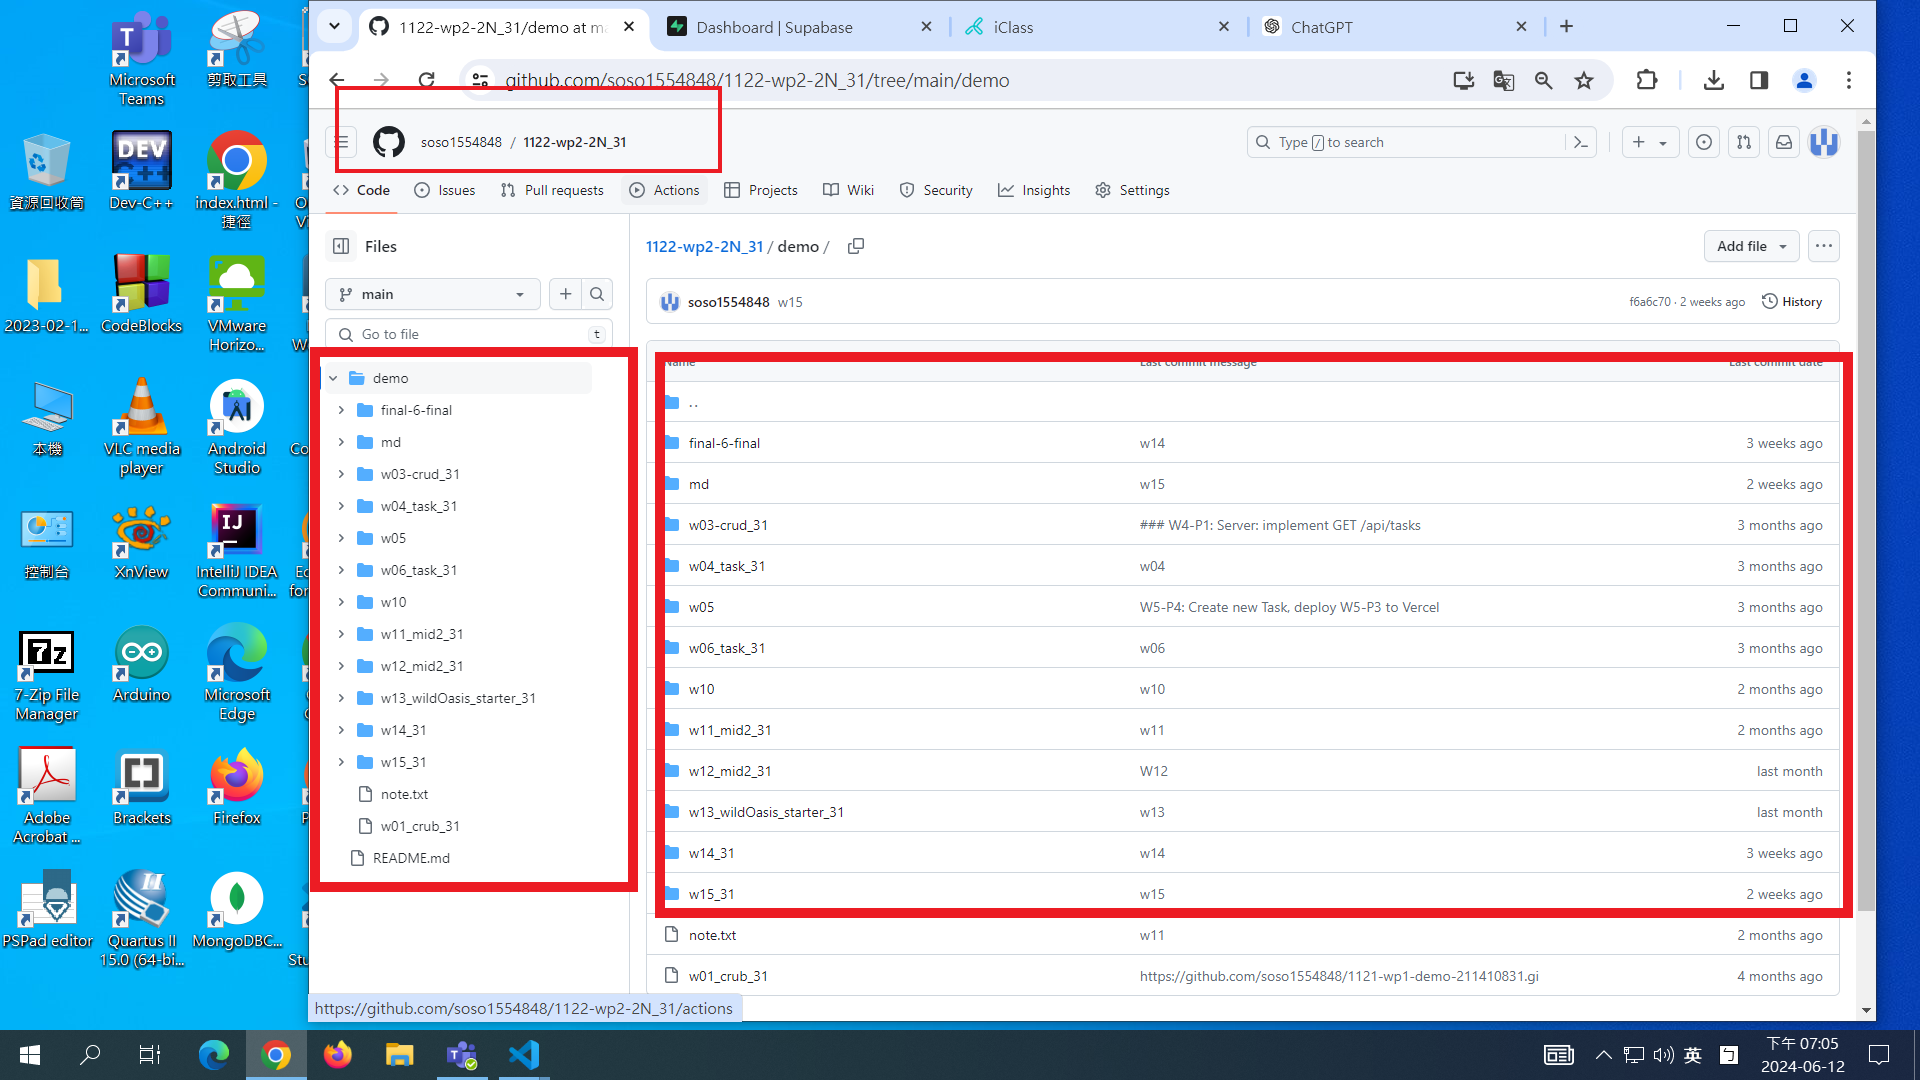 Microsoft Teams
剪取工具
資源回收筒
Dev-C++
index.html - 捷徑
2023-02-1...
CodeBlocks
VMware Horizo...
本機
VLC media player
Android Studio
控制台
XnView
IntelliJ IDEA Communi...
7-Zip File Manager
Arduino
Microsoft Edge
Adobe Acrobat ...
Brackets
Firefox
PSPad editor
Quartus II 15.0 (64-bi...
MongoDBC...
1122-wp2-2N_31/demo at ma
Dashboard | Supabase
iClass
ChatGPT
github.com/soso1554848/1122-wp2-2N_31/tree/main/demo
soso1554848 / 1122-wp2-2N_31
Type / to search
Code
Issues
Pull requests
Actions
Projects
Wiki
Security
Insights
Settings
Files
main
Go to file
t
demo
final-6-final
md
w03-crud_31
w04_task_31
w05
w06_task_31
w10
w11_mid2_31
w12_mid2_31
w13_wildOasis_starter_31
w14_31
w15_31
note.txt
w01_crub_31
README.md
1122-wp2-2N_31 / demo /
Add file
soso1554848 w15
f6a6c70 · 2 weeks ago
History
Name Last commit message Last commit date
..
final-6-final w14 3 weeks ago
md w15 2 weeks ago
w03-crud_31 ### W4-P1: Server: implement GET /api/tasks 3 months ago
w04_task_31 w04 3 months ago
w05 W5-P4: Create new Task, deploy W5-P3 to Vercel 3 months ago
w06_task_31 w06 3 months ago
w10 w10 2 months ago
w11_mid2_31 w11 2 months ago
w12_mid2_31 W12 last month
w13_wildOasis_starter_31 w13 last month
w14_31 w14 3 weeks ago
w15_31 w15 2 weeks ago
note.txt w11 2 months ago
w01_crub_31 https://github.com/soso1554848/1121-wp1-demo-211410831.gi 4 months ago
https://github.com/soso1554848/1122-wp2-2N_31/actions
英
下午 07:05
2024-06-12